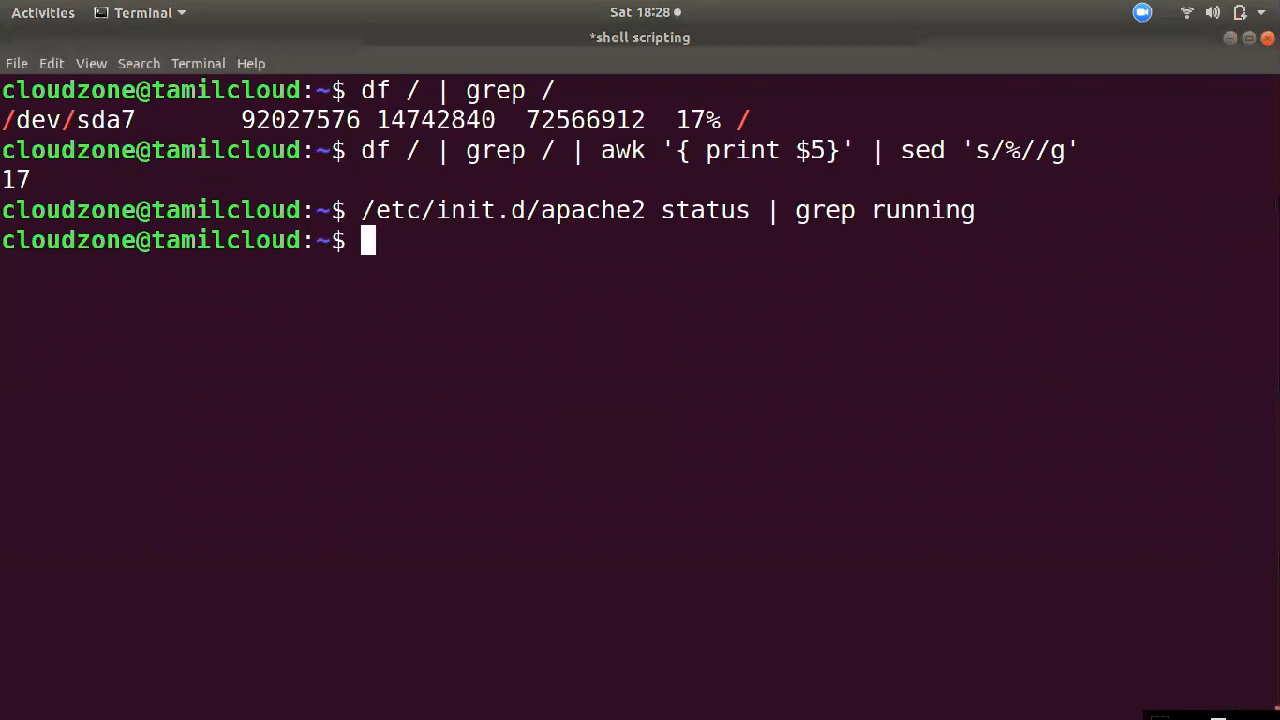 Activities Terminal Sat 18:28
*shell scripting
File Edit View Search Terminal Help
cloudzone@tamilcloud:~$ df / | grep /
/dev/sda7 92027576 14742840 72566912 17% /
cloudzone@tamilcloud:~$ df / | grep / | awk '{ print $5}' | sed 's/%//g'
17
cloudzone@tamilcloud:~$ /etc/init.d/apache2 status | grep running
cloudzone@tamilcloud:~$